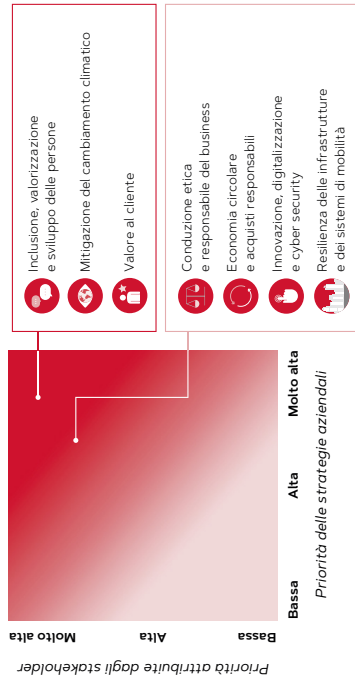 Priorità attribuite dagli stakeholder
Molto alta
Alta
Bassa
Bassa
Alta
Molto alta
Priorità delle strategie aziendali
Inclusione, valorizzazione
e sviluppo delle persone
Mitigazione del cambiamento climatico
Valore al cliente
Conduzione etica
e responsabile del business
Economia circolare
e acquisti responsabili
Innovazione, digitalizzazione
e cyber security
Resilienza delle infrastrutture
e dei sistemi di mobilità